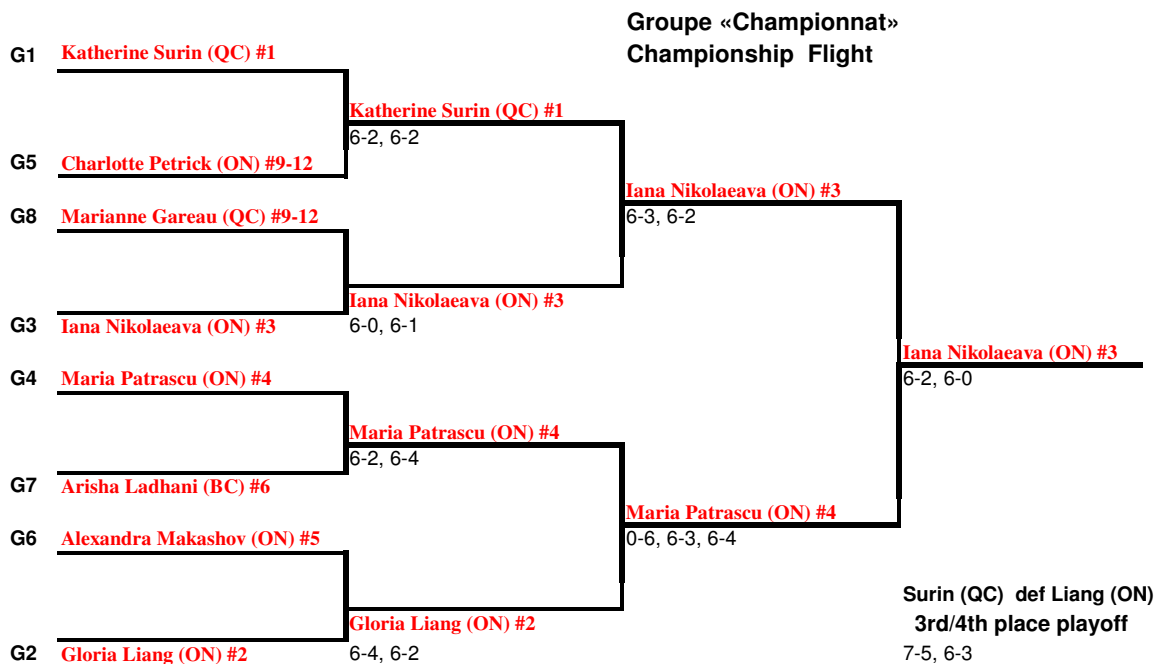 Groupe «Championnat»
Championship Flight
G1 Katherine Surin (QC) #1
Katherine Surin (QC) #1
6-2, 6-2
G5 Charlotte Petrick (ON) #9-12
Iana Nikolaeava (ON) #3
6-3, 6-2
G8 Marianne Gareau (QC) #9-12
Iana Nikolaeava (ON) #3
6-0, 6-1
G3 Iana Nikolaeava (ON) #3
Iana Nikolaeava (ON) #3
6-2, 6-0
G4 Maria Patrascu (ON) #4
Maria Patrascu (ON) #4
6-2, 6-4
G7 Arisha Ladhani (BC) #6
Maria Patrascu (ON) #4
0-6, 6-3, 6-4
G6 Alexandra Makashov (ON) #5
Gloria Liang (ON) #2
6-4, 6-2
G2 Gloria Liang (ON) #2
Surin (QC) def Liang (ON)
3rd/4th place playoff
7-5, 6-3